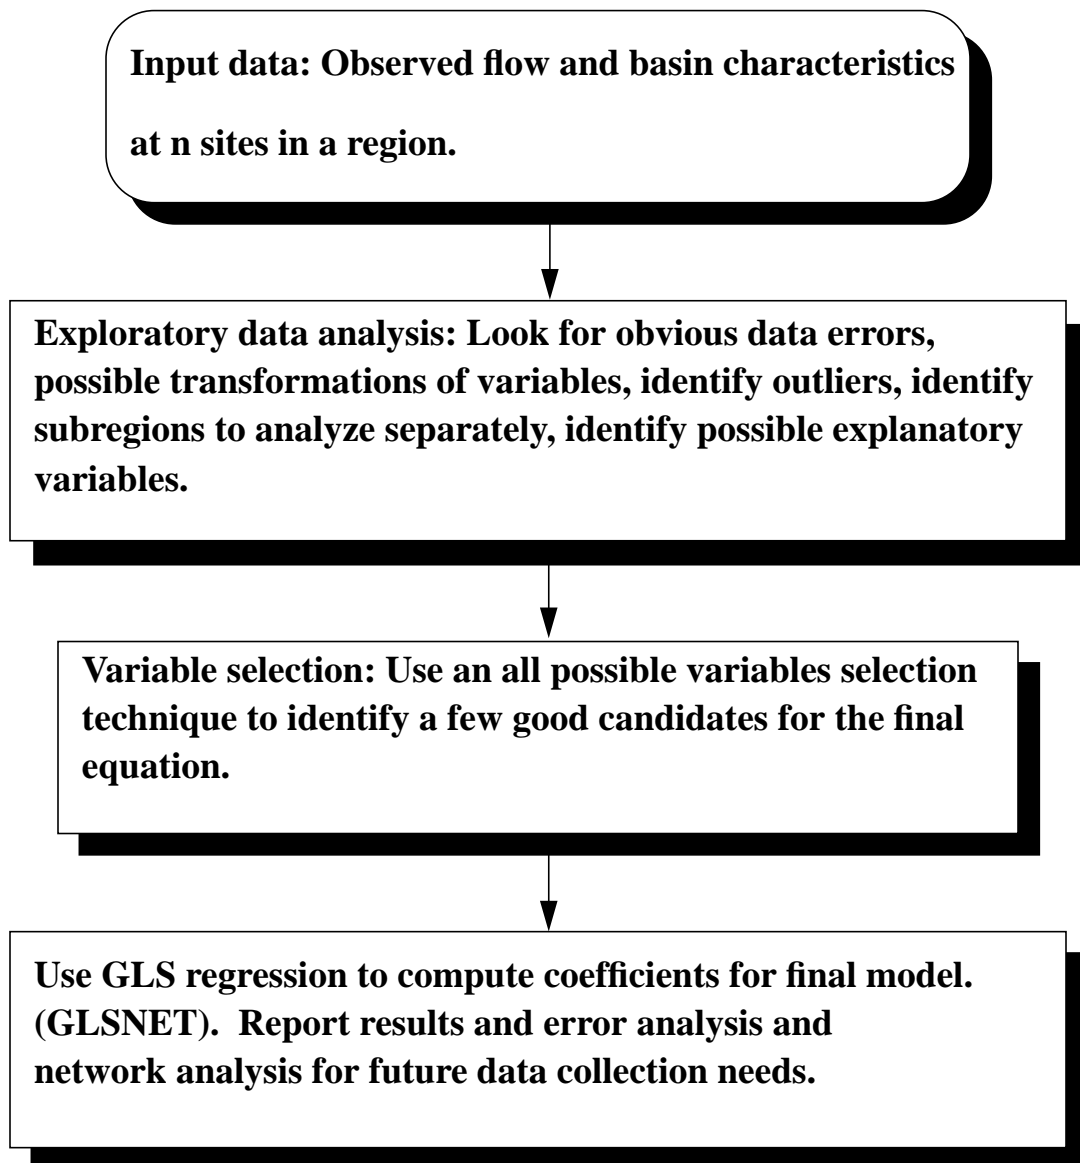 Input data: Observed flow and basin characteristics
at n sites in a region.
Exploratory data analysis: Look for obvious data errors,
possible transformations of variables, identify outliers, identify
subregions to analyze separately, identify possible explanatory
variables.
Variable selection: Use an all possible variables selection
technique to identify a few good candidates for the final
equation.
Use GLS regression to compute coefficients for final model.
(GLSNET).  Report results and error analysis and
network analysis for future data collection needs.